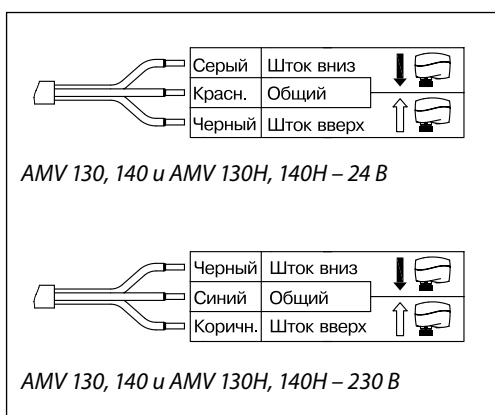 Серый Шток вниз
Красн. Общий
Черный Шток вверх
AMV 130, 140 и AMV 130H, 140H – 24 В
Черный Шток вниз
Синий Общий
Коричн. Шток вверх
AMV 130, 140 и AMV 130H, 140H – 230 В